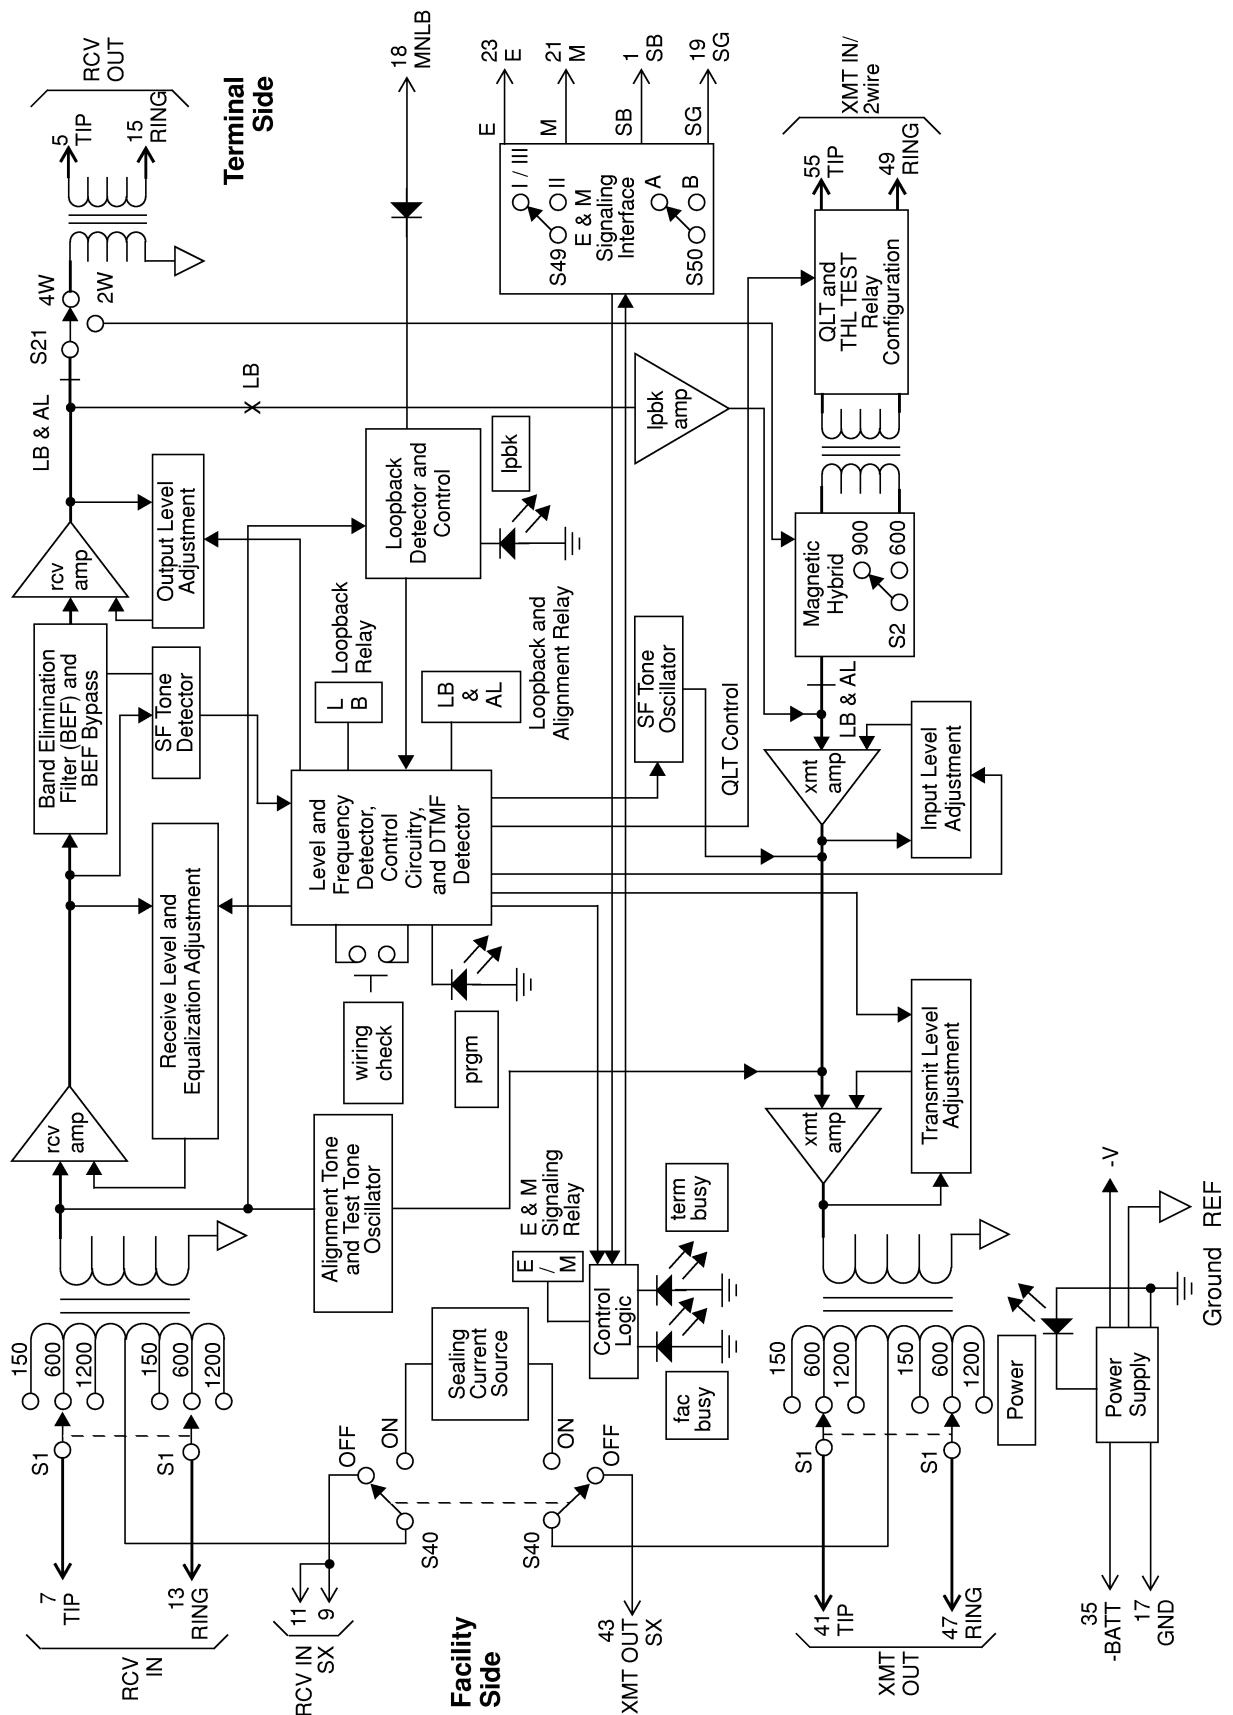 RCV
IN
7
TIP
13
RING
S1
S1
150
600
1200
150
600
1200
rcv
amp
Receive Level and
Equalization Adjustment
Band Elimination
Filter (BEF) and
BEF Bypass
SF Tone
Detector
rcv
amp
Output Level
Adjustment
LB & AL
S21
4W
2W
5
TIP
15
RING
RCV
OUT
Terminal
Side
LB
RCV IN
SX
11
9
OFF
ON
S40
Alignment Tone
and Test Tone
Oscillator
wiring
check
prgm
Level and
Frequency
Detector,
Control
Circuitry,
and DTMF
Detector
L
B
Loopback
Relay
LB
&
AL
Loopback and
Alignment Relay
Loopback
Detector and
Control
lpbk
18
MNLB
Facility
Side
Sealing
Current
Source
ON
OFF
S40
43
XMT OUT
SX
E
/
M
E & M
Signaling
Relay
Control
Logic
fac
busy
term
busy
SF Tone
Oscillator
QLT Control
lpbk
amp
S49
I / III
II
E & M
Signaling
Interface
S50
A
B
E
M
SB
SG
23
E
21
M
1
SB
19
SG
XMT
OUT
41
TIP
47
RING
S1
S1
150
600
1200
150
600
1200
xmt
amp
Transmit Level
Adjustment
xmt
amp
Input Level
Adjustment
LB & AL
Magnetic
Hybrid
S2
900
600
QLT and
THL TEST
Relay
Configuration
55
TIP
49
RING
XMT IN/
2wire
35
-BATT
17
GND
Power
Power
Supply
-V
Ground
REF